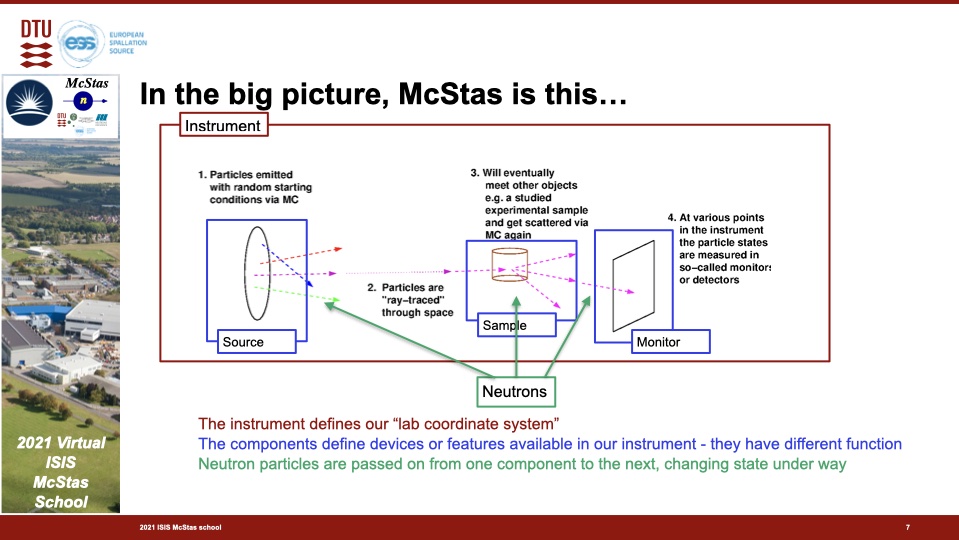 DTU
ess
EUROPEAN
SPALLATION
SOURCE
McStas
n
In the big picture, McStas is this…
Instrument
1. Particles emitted
with random starting
conditions via MC
2. Particles are
"ray–traced"
through space
3. Will eventually
meet other objects
e.g. a studied
experimental sample
and get scattered via
MC again
4. At various points
in the instrument
the particle states
are measured in
so–called monitors
or detectors
Source
Sample
Monitor
Neutrons
The instrument defines our “lab coordinate system”
The components define devices or features available in our instrument - they have different function
Neutron particles are passed on from one component to the next, changing state under way
2021 Virtual
ISIS
McStas
School
2021 ISIS McStas school
7